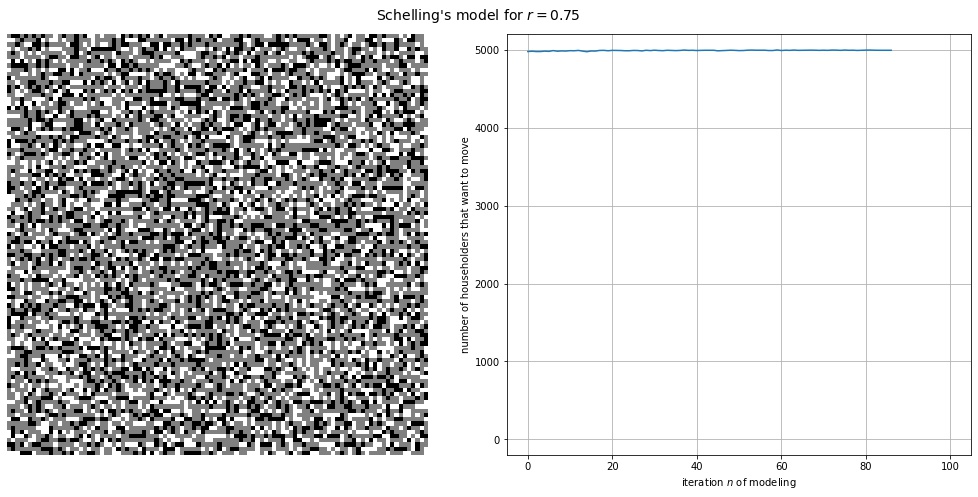 Schelling's model for r = 0.75
number of householders that want to move
5000
4000
3000
2000
1000
0
0 20 40 60 80 100
iteration n of modeling